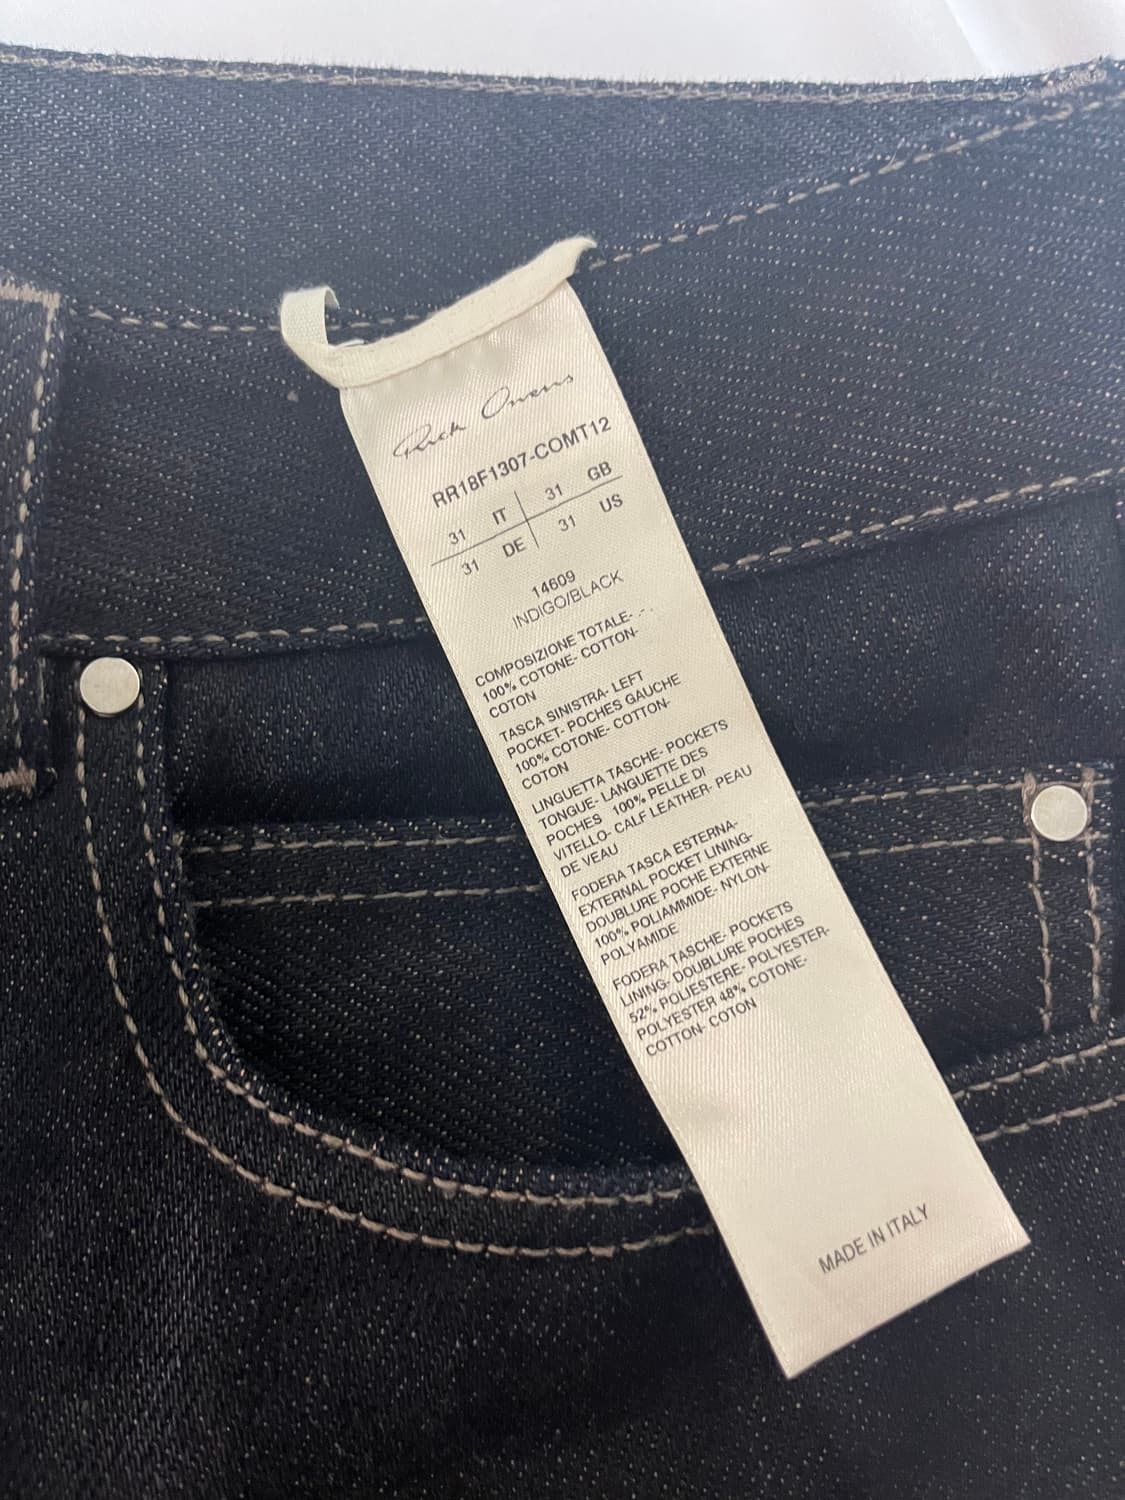 Rick Owens
RR18F1307-COMT12
31 IT 31 GB
31 DE 31 US
14609
INDIGO/BLACK
COMPOSIZIONE TOTALE-
100% COTONE- COTTON-
COTON
TASCA SINISTRA- LEFT
POCKET- POCHES GAUCHE
100% COTONE- COTTON-
COTON
LINGUETTA TASCHE- POCKETS
TONGUE- LANGUETTE DES
POCHES 100% PELLE DI
VITELLO- CALF LEATHER- PEAU
DE VEAU
FODERA TASCA ESTERNA-
EXTERNAL POCKET LINING-
DOUBLURE POCHE EXTERNE
100% POLIAMMIDE- NYLON-
POLYAMIDE
FODERA TASCHE- POCKETS
LINING- DOUBLURE POCHES
52% POLIESTERE- POLYESTER-
POLYESTER 48% COTONE-
COTTON- COTON
MADE IN ITALY